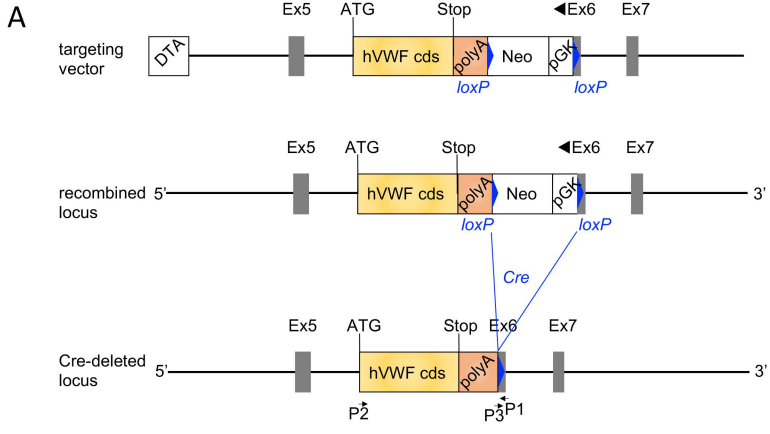 A
Ex5 ATG Stop ◀Ex6 Ex7
targeting
vector
DTA hVWF cds polyA Neo pGK
loxP loxP
Ex5 ATG Stop ◀Ex6 Ex7
recombined
locus
5' hVWF cds polyA Neo pGK 3'
loxP loxP
Cre
Ex5 ATG Stop Ex6 Ex7
Cre-deleted
locus
5' hVWF cds polyA 3'
P2 P3 P1